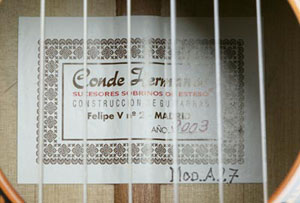 Conde Hermanos
SUCESORES SOBRINOS DE ESTESO
CONSTRUCCION DE GUITARRAS
Felipe V nº 2 - MADRID
AÑO 2003
MOD. A.27